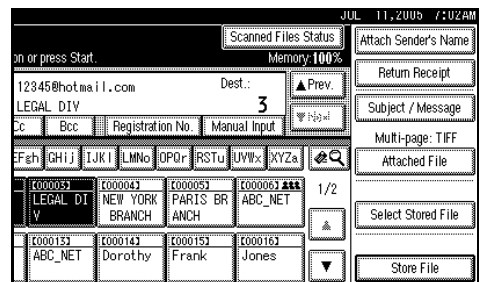 JUL 11,2005 7:02AM
Scanned Files Status
Attach Sender's Name
on or press Start.
Memory:100%
Return Receipt
12345@hotmail.com
Dest.:
▲Prev.
LEGAL DIV
3
Subject / Message
Cc
Bcc
Registration No.
Manual Input
Multi-page: TIFF
EFgh
GHij
IJKl
LMNo
OPQr
RSTu
UVWx
XYZa
Attached File
[00003]
LEGAL DI
V
[00004]
NEW YORK
BRANCH
[00005]
PARIS BR
ANCH
[00006]
ABC_NET
1/2
Select Stored File
[00013]
ABC_NET
[00014]
Dorothy
[00015]
Frank
[00016]
Jones
▼
Store File